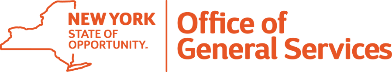 NEW YORK
STATE OF
OPPORTUNITY.
Office of
General Services